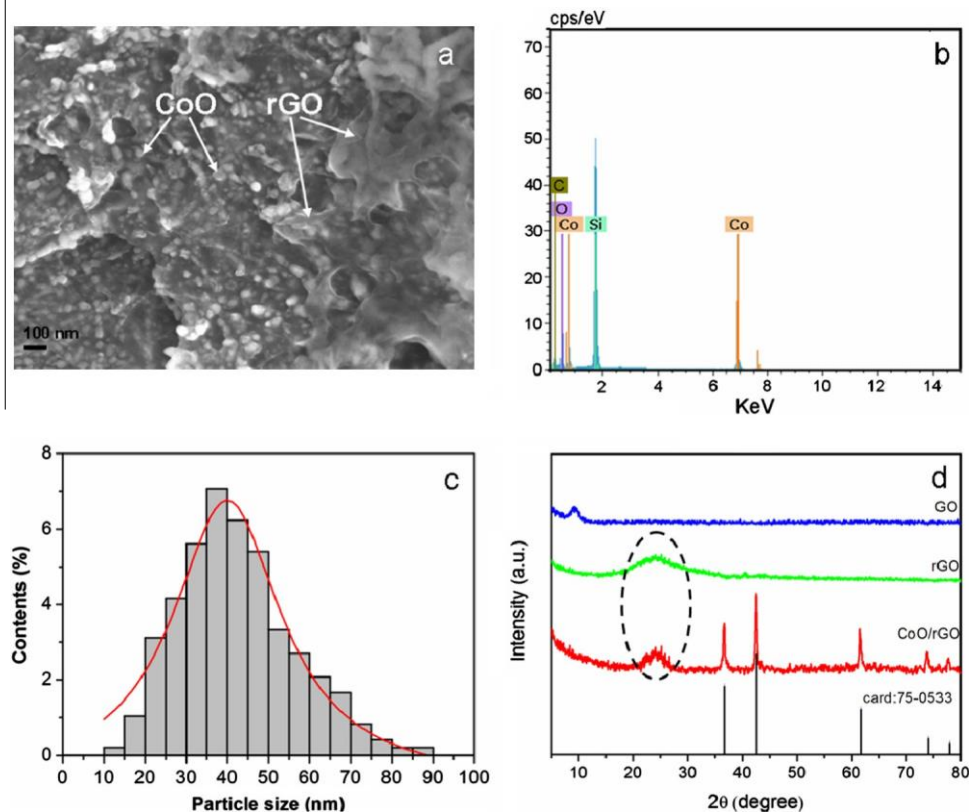 a
CoO
rGO
100 nm
cps/eV
b
70
60
50
40
30
20
10
0
C
O
Co
Si
Co
2
4
6
8
10
12
14
KeV
c
8
6
4
2
0
Contents (%)
0 10 20 30 40 50 60 70 80 90 100
Particle size (nm)
d
GO
rGO
CoO/rGO
card:75-0533
Intensity (a.u.)
10 20 30 40 50 60 70 80
2θ (degree)